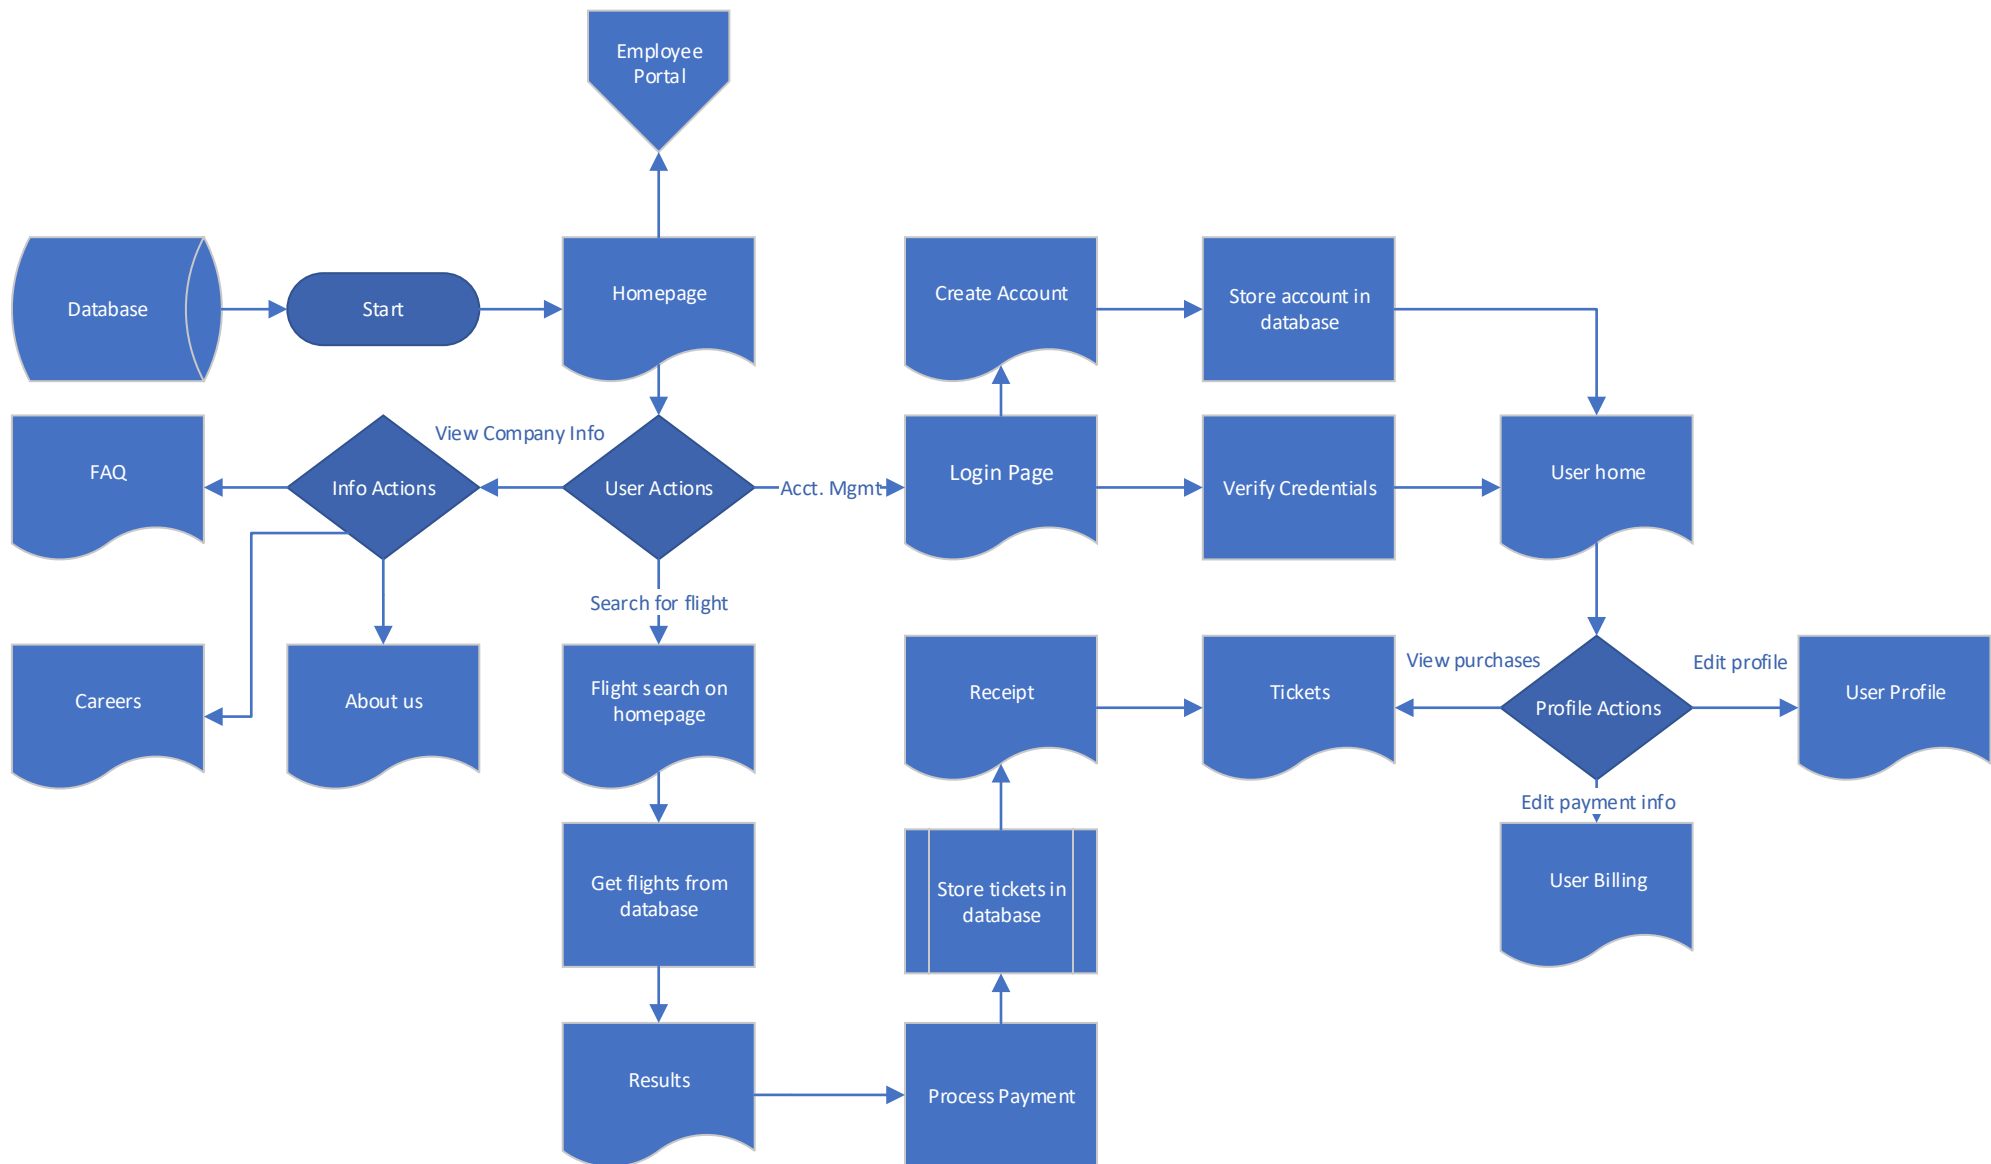 Employee
Portal
Database
Start
Homepage
Create Account
Store account in
database
FAQ
Info Actions
View Company Info
User Actions
Acct. Mgmt
Login Page
Verify Credentials
User home
Search for flight
Careers
About us
Flight search on
homepage
Receipt
Tickets
View purchases
Profile Actions
Edit profile
User Profile
Edit payment info
Get flights from
database
Store tickets in
database
User Billing
Results
Process Payment